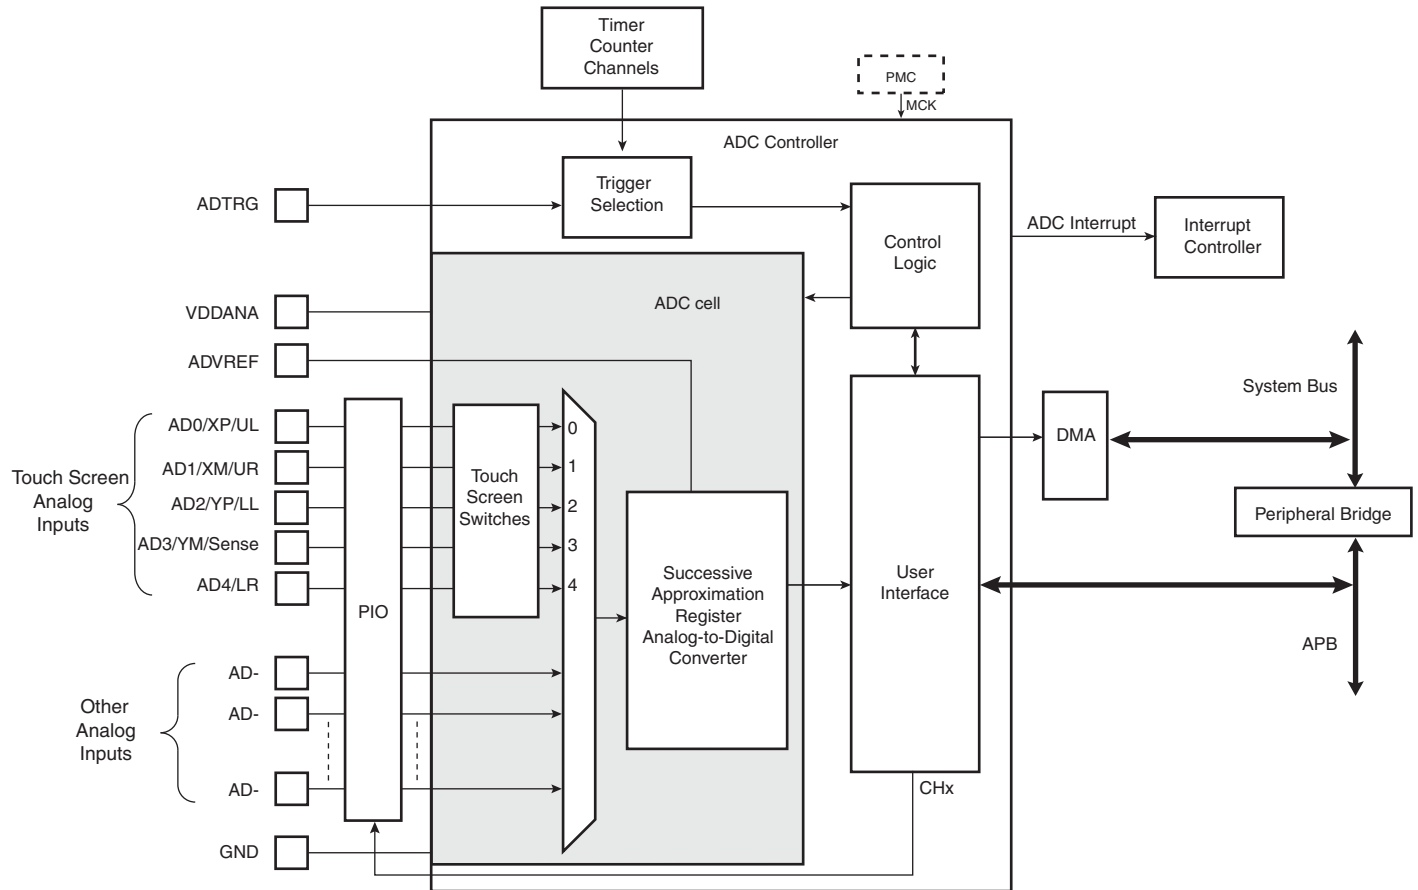 Timer
Counter
Channels
PMC
MCK
ADC Controller
ADTRG
Trigger
Selection
Control
Logic
ADC Interrupt
Interrupt
Controller
VDDANA
ADC cell
ADVREF
System Bus
Touch Screen
Analog
Inputs
AD0/XP/UL
AD1/XM/UR
AD2/YP/LL
AD3/YM/Sense
AD4/LR
PIO
Touch
Screen
Switches
0
1
2
3
4
DMA
Peripheral Bridge
Successive
Approximation
Register
Analog-to-Digital
Converter
User
Interface
APB
Other
Analog
Inputs
AD-
AD-
AD-
CHx
GND